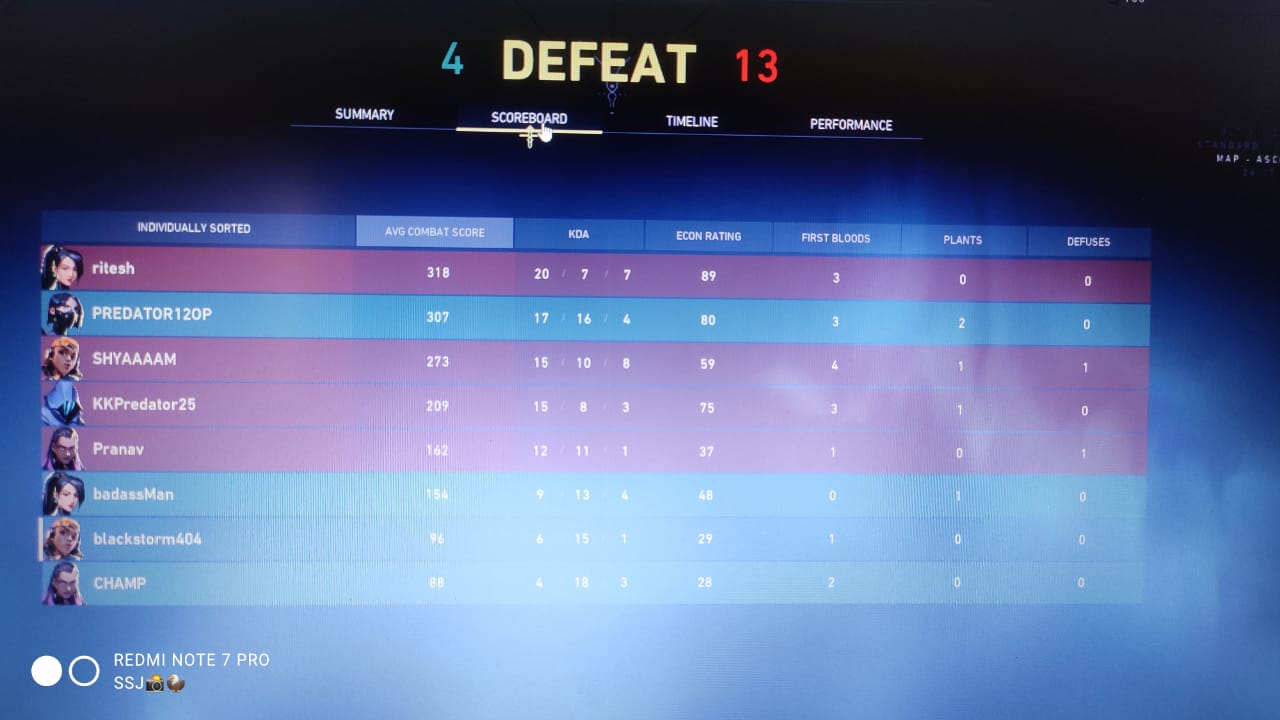 4 DEFEAT 13
SUMMARY SCOREBOARD TIMELINE PERFORMANCE
STANDARD
MAP - ASC
INDIVIDUALLY SORTED AVG COMBAT SCORE KDA ECON RATING FIRST BLOODS PLANTS DEFUSES
ritesh 318 20 / 7 / 7 89 3 0 0
PREDATOR12OP 307 17 / 16 / 4 80 3 2 0
SHYAAAAM 273 15 / 10 / 8 59 4 1 1
KKPredator25 209 15 / 8 / 3 75 3 1 0
Pranav 162 12 / 11 / 1 37 1 0 1
badassMan 154 9 / 13 / 4 48 0 1 0
blackstorm404 96 6 / 15 / 1 29 1 0 0
CHAMP 88 4 / 18 / 3 28 2 0 0
REDMI NOTE 7 PRO
SSJ